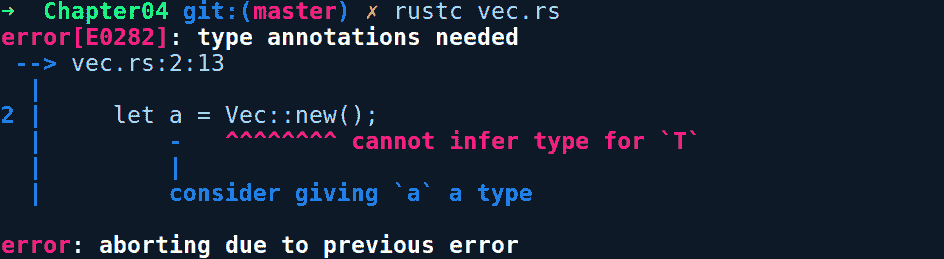 ➜  Chapter04 git:(master) ✗ rustc vec.rs
error[E0282]: type annotations needed
 --> vec.rs:2:13
  |
2 |     let a = Vec::new();
  |         -   ^^^^^^^^ cannot infer type for `T`
  |         |
  |         consider giving `a` a type

error: aborting due to previous error